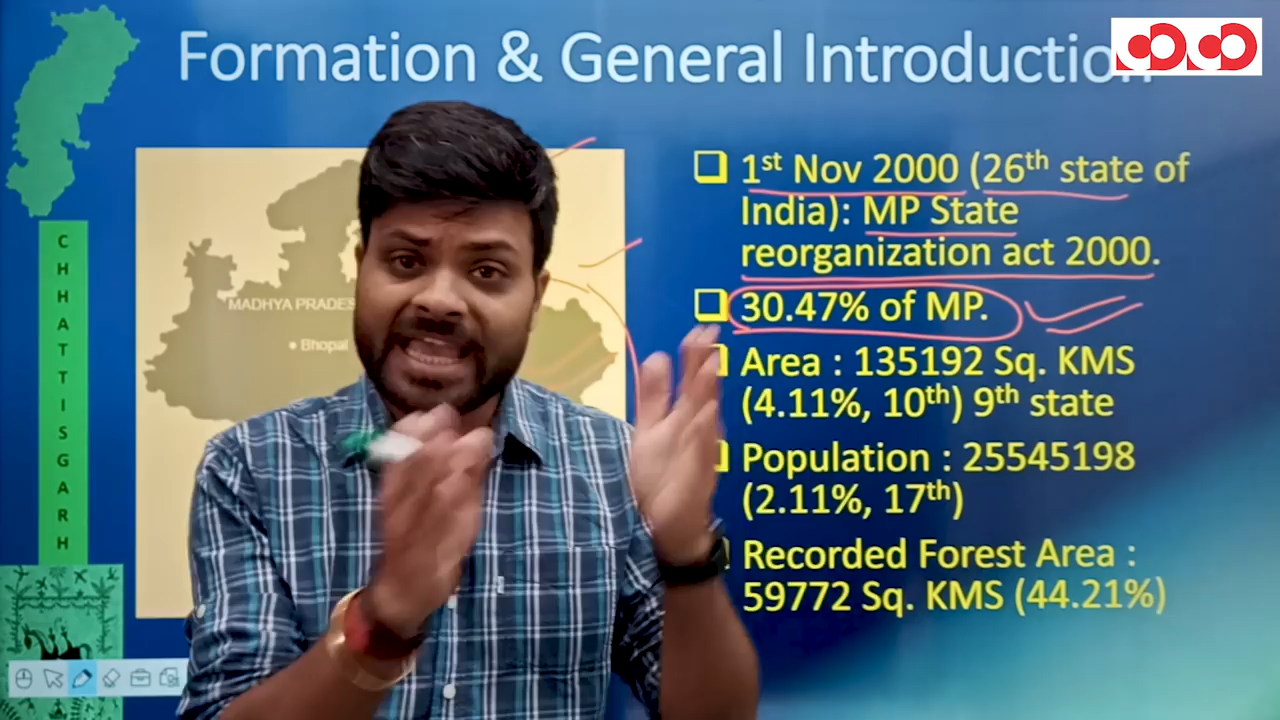 Formation & General Introduction
CHHATTISGARH
MADHYA PRADES
Bhopal
1st Nov 2000 (26th state of
India): MP State
reorganization act 2000.
30.47% of MP.
Area : 135192 Sq. KMS
(4.11%, 10th) 9th state
Population : 25545198
(2.11%, 17th)
Recorded Forest Area :
59772 Sq. KMS (44.21%)